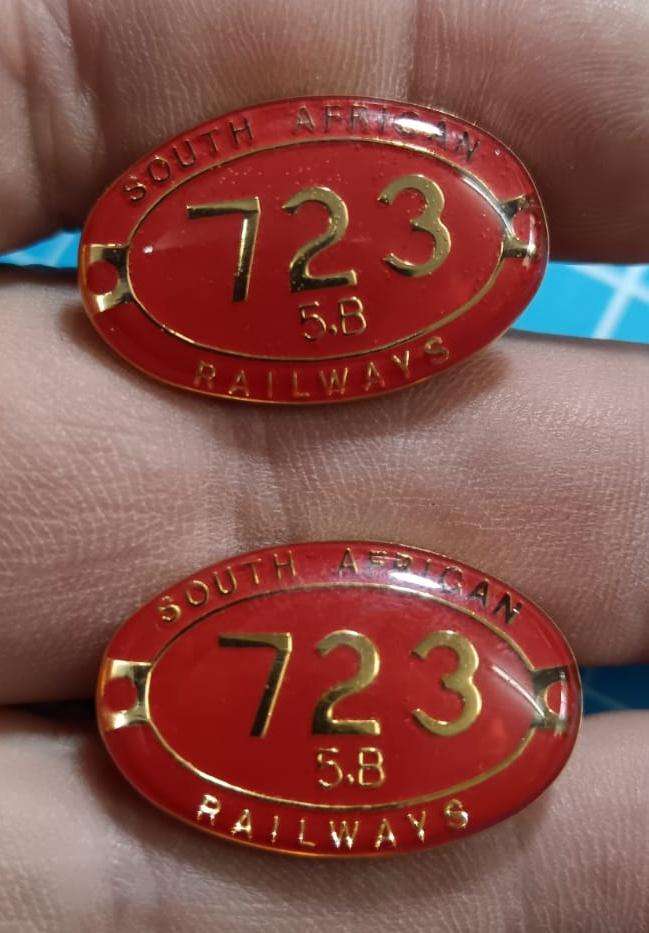 SOUTH AFRICAN
723
5.B
RAILWAYS
SOUTH AFRICAN
723
5.B
RAILWAYS